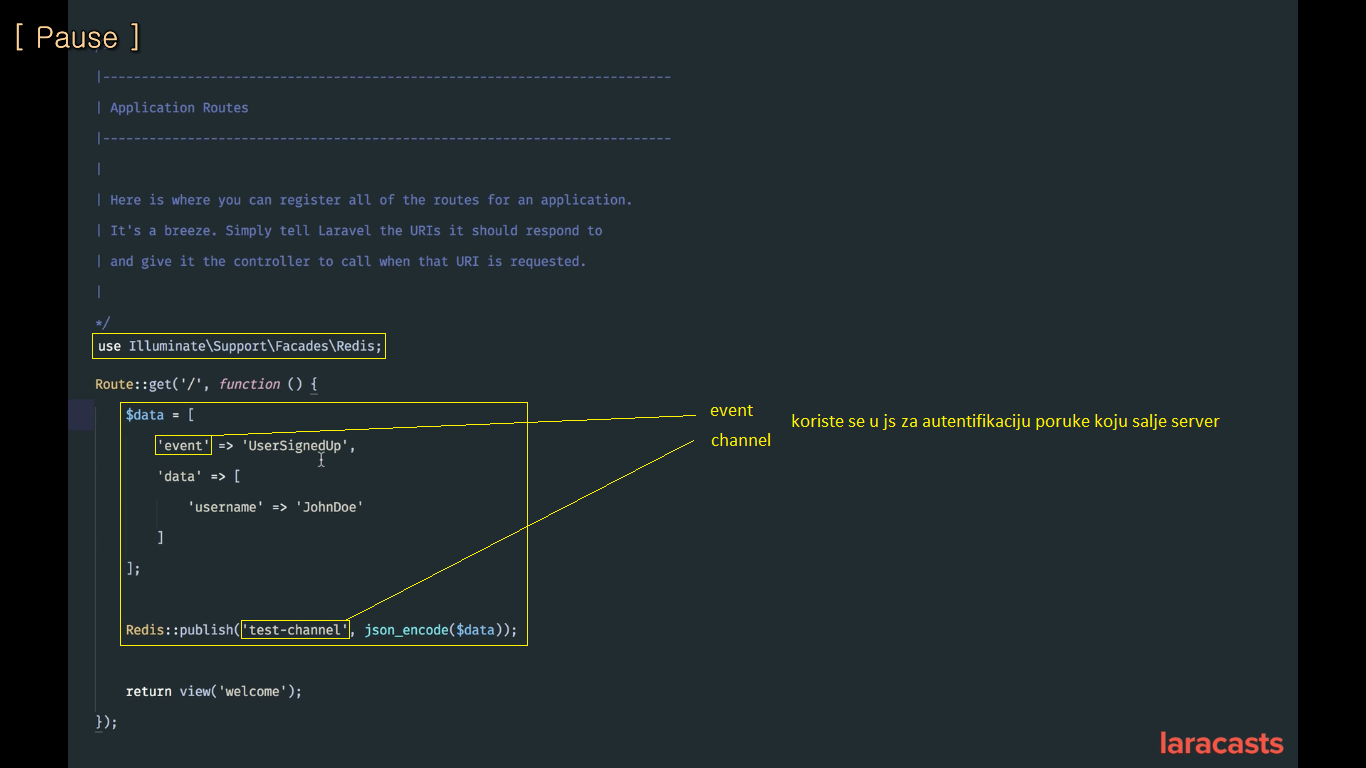 [ Pause ]
|--------------------------------------------------------------------------
| Application Routes
|--------------------------------------------------------------------------
|
| Here is where you can register all of the routes for an application.
| It's a breeze. Simply tell Laravel the URIs it should respond to
| and give it the controller to call when that URI is requested.
|
*/
use Illuminate\Support\Facades\Redis;
Route::get('/', function () {
$data = [
'event' => 'UserSignedUp',
'data' => [
'username' => 'JohnDoe'
]
];
Redis::publish('test-channel', json_encode($data));
return view('welcome');
});
event
channel
koriste se u js za autentifikaciju poruke koju salje server
laracasts